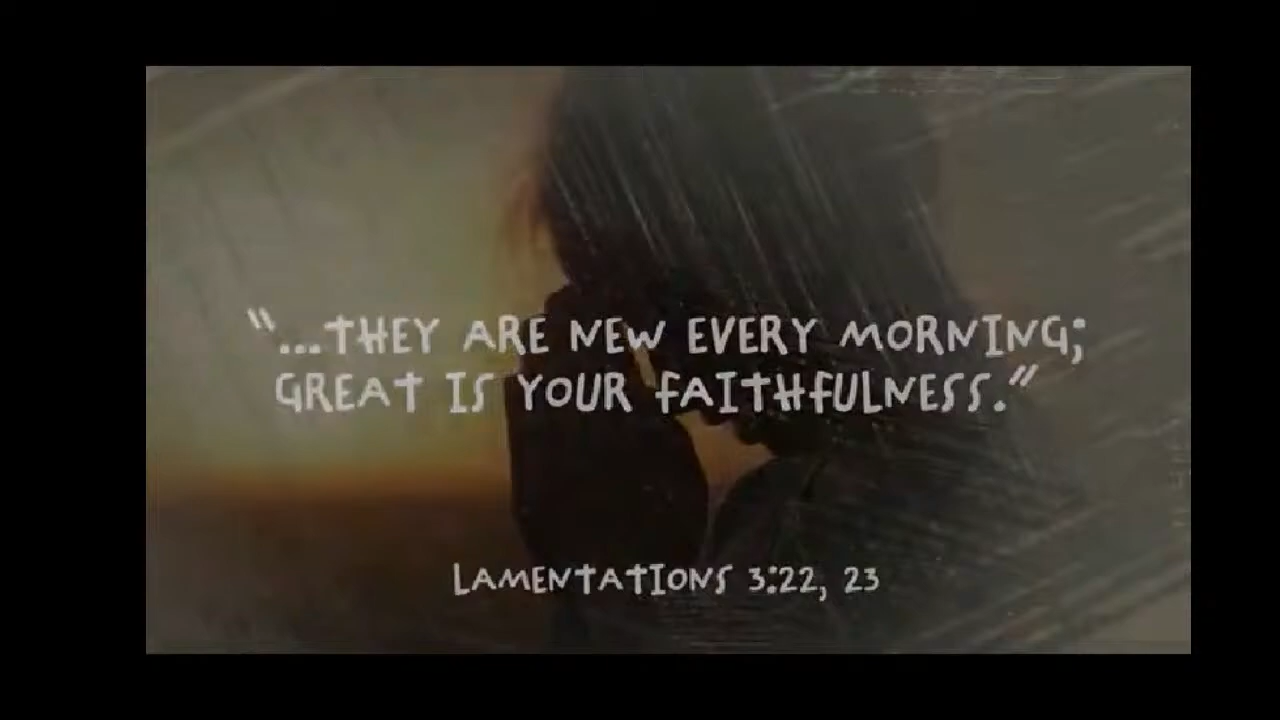 "...THEY ARE NEW EVERY MORNING;
GREAT IS YOUR FAITHFULNESS."
LAMENTATIONS 3:22, 23